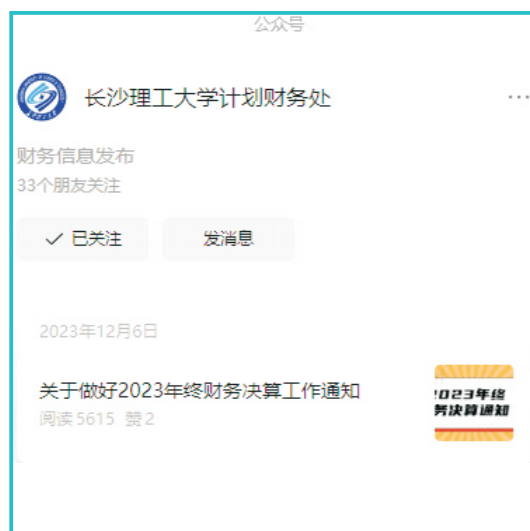 公众号
长沙理工大学计划财务处
财务信息发布
33个朋友关注
已关注
发消息
2023年12月6日
关于做好2023年终财务决算工作通知
阅读 5615 赞 2
2023年终
务决算通知